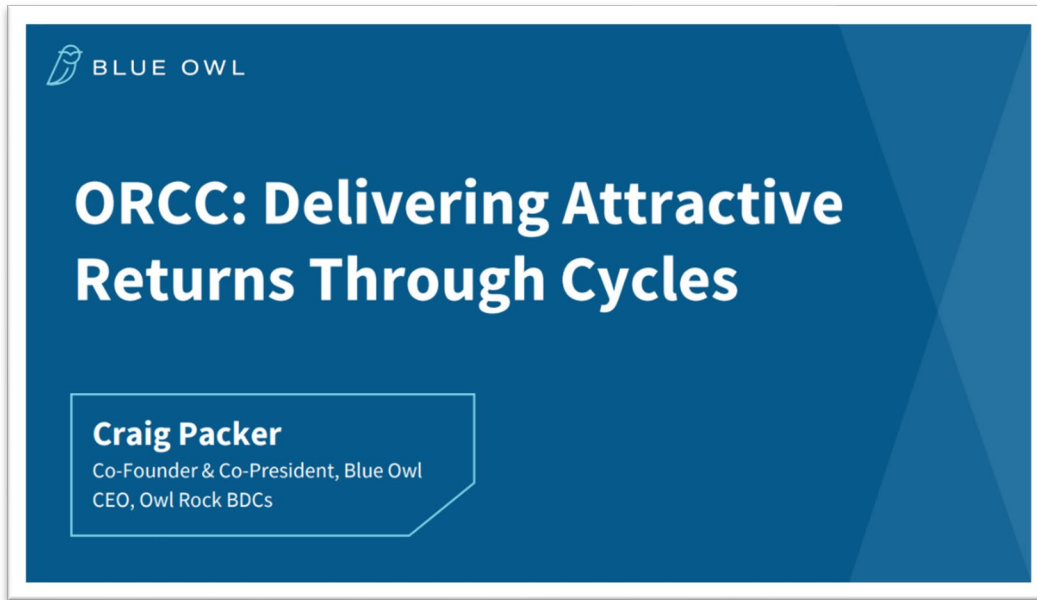 BLUE OWL
ORCC: Delivering Attractive
Returns Through Cycles
Craig Packer
Co-Founder & Co-President, Blue Owl
CEO, Owl Rock BDCs